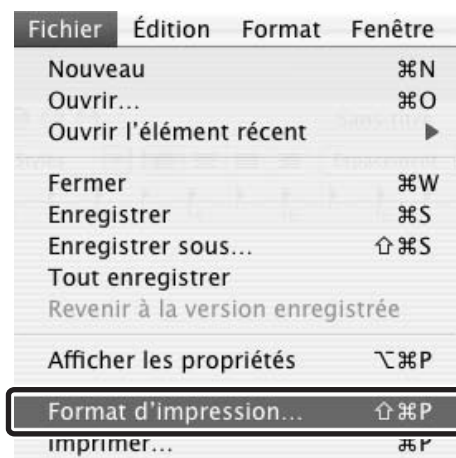 Fichier Édition Format Fenêtre
Nouveau ⌘N
Ouvrir... ⌘O
Ouvrir l'élément récent ▶
Fermer ⌘W
Enregistrer ⌘S
Enregistrer sous... ⇧⌘S
Tout enregistrer
Revenir à la version enregistrée
Afficher les propriétés ⌥⌘P
Format d'impression... ⇧⌘P
Imprimer... ⌘P